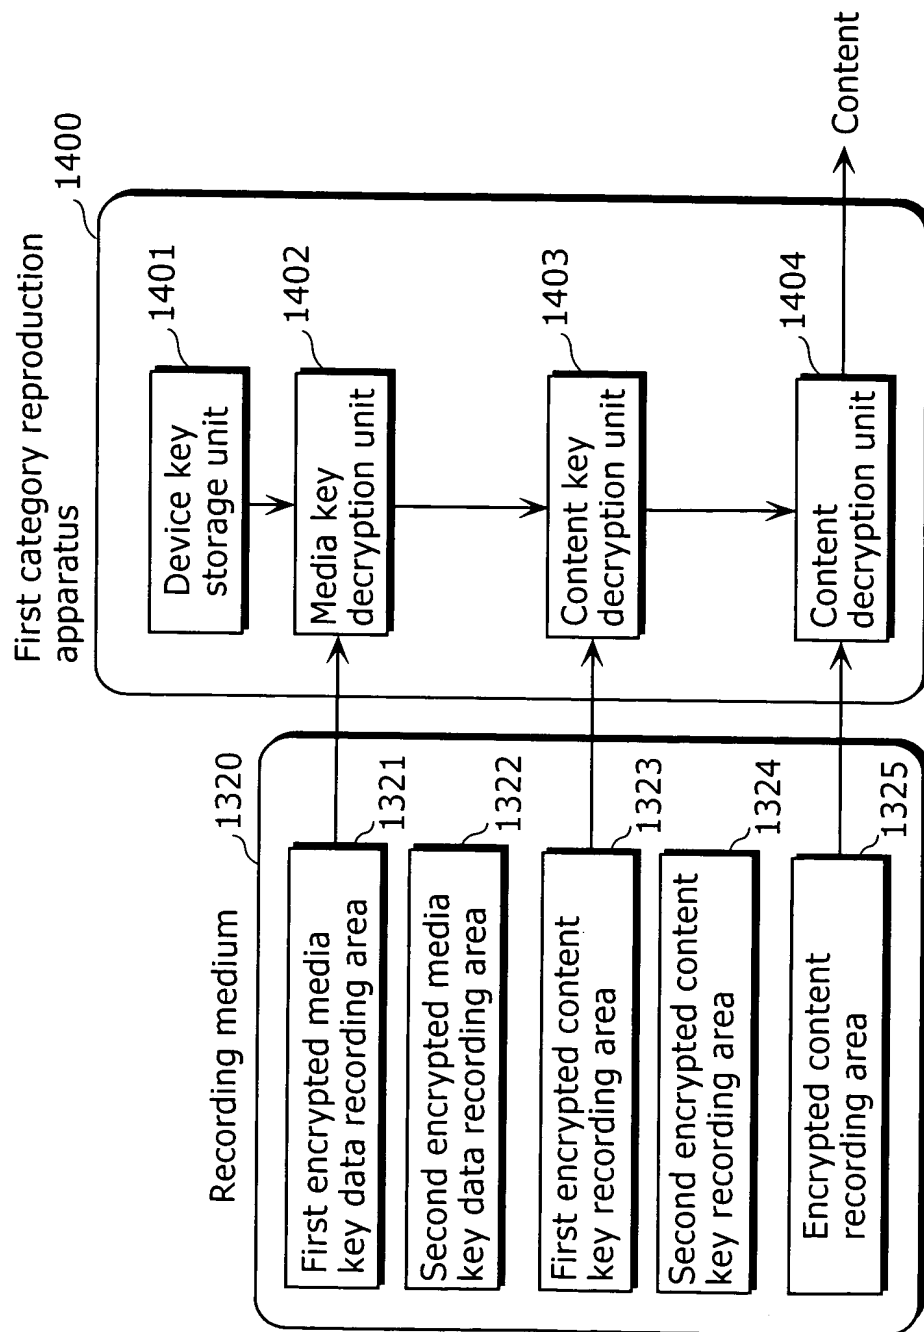 Recording medium
1320
First encrypted media
key data recording area
1321
Second encrypted media
key data recording area
1322
First encrypted content
key recording area
1323
Second encrypted content
key recording area
1324
Encrypted content
recording area
1325
First category reproduction
apparatus
1400
Device key
storage unit
1401
Media key
decryption unit
1402
Content key
decryption unit
1403
Content
decryption unit
1404
Content